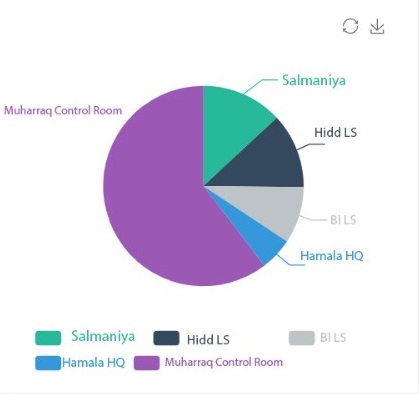 Salmaniya
Muharraq Control Room
Hidd LS
BI LS
Hamala HQ
Salmaniya Hidd LS BI LS
Hamala HQ Muharraq Control Room